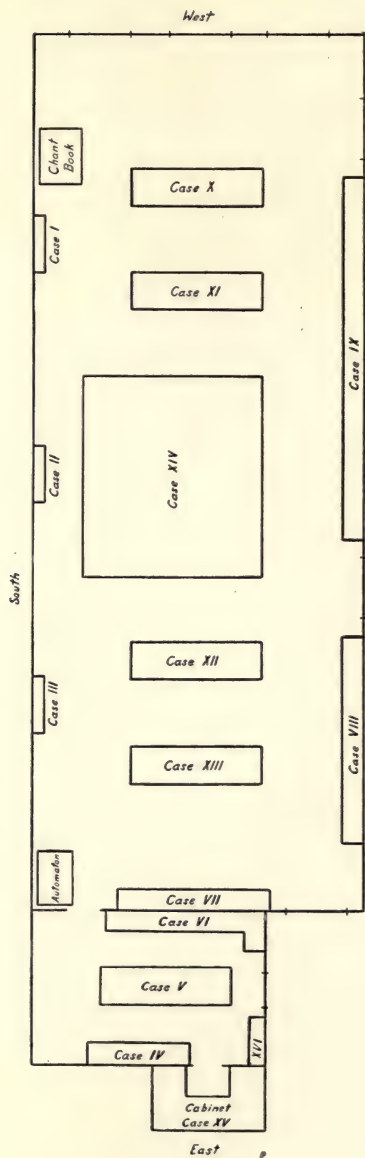 West
Chant
Book
Case X
Case I
Case XI
Case IX
Case XIV
Case II
South
Case XII
Case III
Case VIII
Case XIII
Automaton
Case VII
Case VI
Case V
Case IV
XVI
Cabinet
Case XV
East